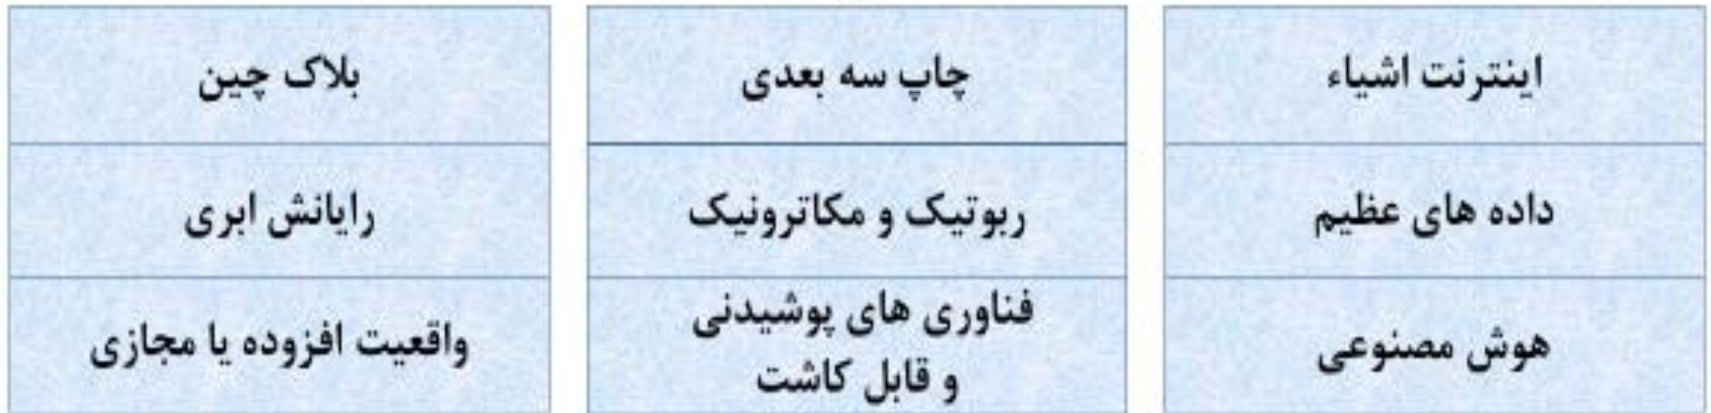 اینترنت اشیاء
داده های عظیم
هوش مصنوعی
چاپ سه بعدی
ربوتیک و مکاترونیک
فناوری های پوشیدنی
و قابل کاشت
بلاک چین
رایانش ابری
واقعیت افزوده یا مجازی